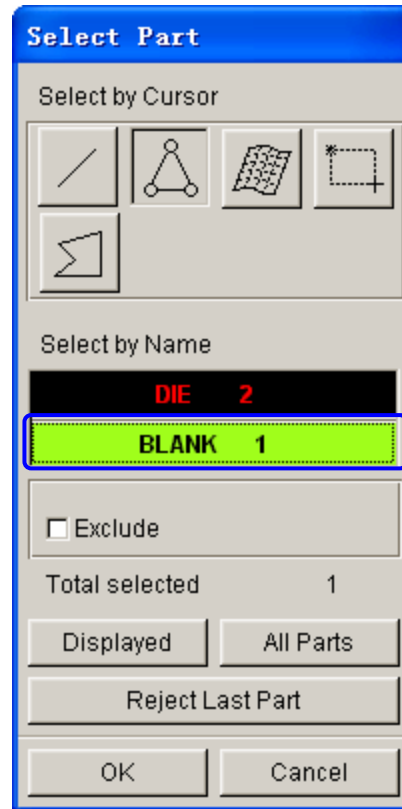 Select Part
Select by Cursor
Select by Name
DIE 2
BLANK 1
Exclude
Total selected 1
Displayed All Parts
Reject Last Part
OK Cancel